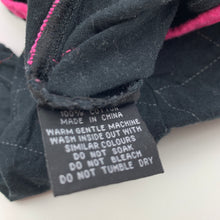 100% COTTON
MADE IN CHINA
WARM GENTLE MACHINE
WASH INSIDE OUT WITH
SIMILAR COLOURS
DO NOT SOAK
DO NOT BLEACH
DO NOT TUMBLE DRY